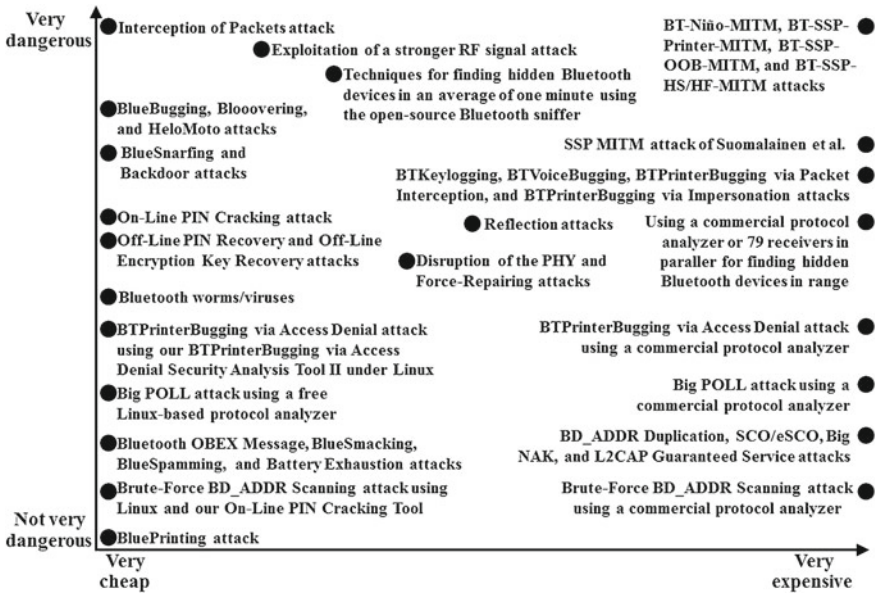 Very
dangerous
Interception of Packets attack
Exploitation of a stronger RF signal attack
Techniques for finding hidden Bluetooth
devices in an average of one minute using
the open-source Bluetooth sniffer
BT-Niño-MITM, BT-SSP-
Printer-MITM, BT-SSP-
OOB-MITM, and BT-SSP-
HS/HF-MITM attacks
BlueBugging, Blooovering,
and HeloMoto attacks
SSP MITM attack of Suomalainen et al.
BlueSnarfing and
Backdoor attacks
BTKeylogging, BTVoiceBugging, BTPrinterBugging via Packet
Interception, and BTPrinterBugging via Impersonation attacks
On-Line PIN Cracking attack
Reflection attacks
Using a commercial protocol
analyzer or 79 receivers in
paraller for finding hidden
Bluetooth devices in range
Off-Line PIN Recovery and Off-Line
Encryption Key Recovery attacks
Disruption of the PHY and
Force-Repairing attacks
Bluetooth worms/viruses
BTPrinterBugging via Access Denial attack
using our BTPrinterBugging via Access
Denial Security Analysis Tool II under Linux
BTPrinterBugging via Access Denial attack
using a commercial protocol analyzer
Big POLL attack using a free
Linux-based protocol analyzer
Big POLL attack using a
commercial protocol analyzer
Bluetooth OBEX Message, BlueSmacking,
BlueSpamming, and Battery Exhaustion attacks
BD_ADDR Duplication, SCO/eSCO, Big
NAK, and L2CAP Guaranteed Service attacks
Brute-Force BD_ADDR Scanning attack using
Linux and our On-Line PIN Cracking Tool
Brute-Force BD_ADDR Scanning attack
using a commercial protocol analyzer
Not very
dangerous
BluePrinting attack
Very
cheap
Very
expensive